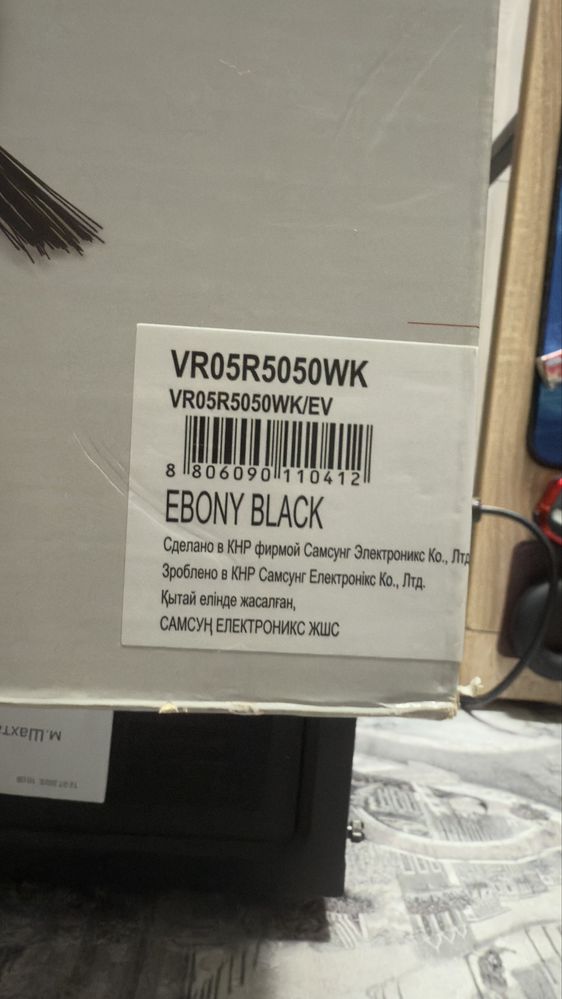 VR05R5050WK
VR05R5050WK/EV
8 806090 110412
EBONY BLACK
Сделано в КНР фирмой Самсунг Электроникс Ко., Лтд
Зроблено в КНР Самсунг Електронікс Ко., Лтд.
Қытай елінде жасалған,
САМСУҢ ЕЛЕКТРОНИКС ЖШС
м.Шахт